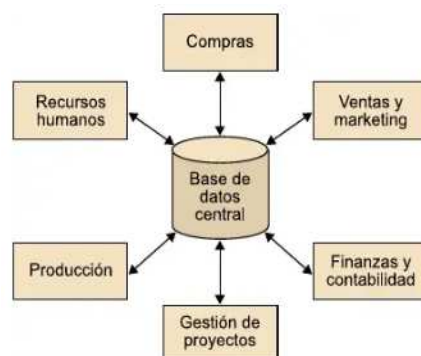 Compras
Recursos
humanos
Ventas y
marketing
Base de
datos
central
Producción
Finanzas y
contabilidad
Gestión de
proyectos